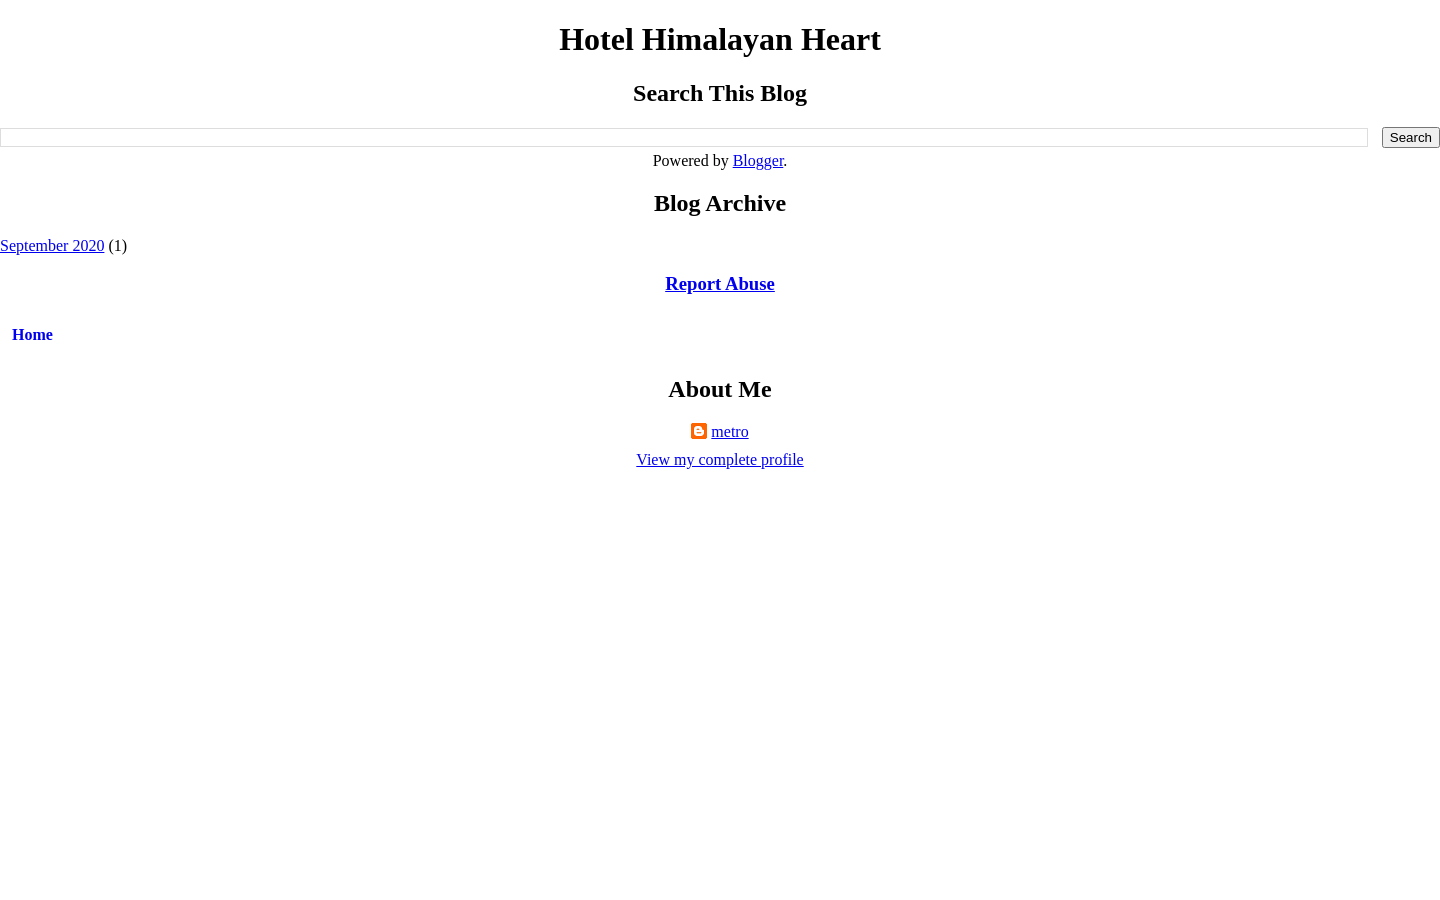 Hotel Himalayan Heart
Search This Blog
Search
Powered by Blogger.
Blog Archive
September 2020 (1)
Report Abuse
Home
About Me
metro
View my complete profile